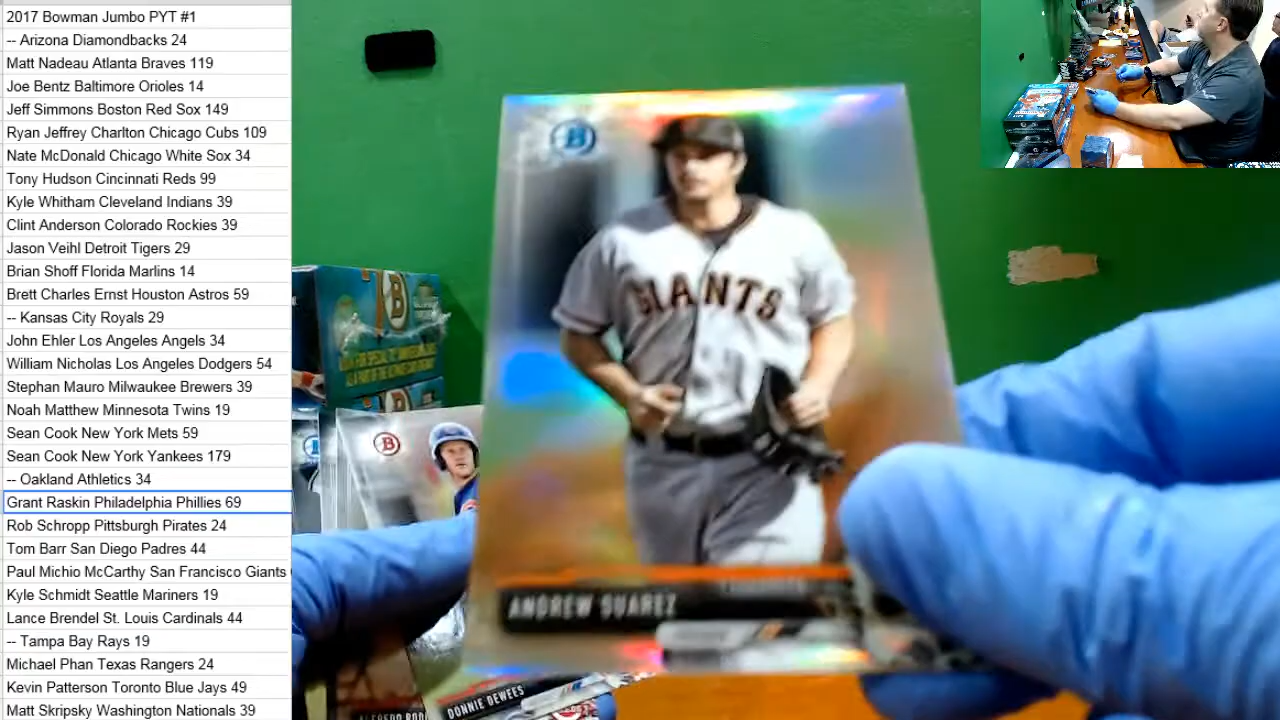 2017 Bowman Jumbo PYT #1
-- Arizona Diamondbacks 24
Matt Nadeau Atlanta Braves 119
Joe Bentz Baltimore Orioles 14
Jeff Simmons Boston Red Sox 149
Ryan Jeffrey Charlton Chicago Cubs 109
Nate McDonald Chicago White Sox 34
Tony Hudson Cincinnati Reds 99
Kyle Whitham Cleveland Indians 39
Clint Anderson Colorado Rockies 39
Jason Veihl Detroit Tigers 29
Brian Shoff Florida Marlins 14
Brett Charles Ernst Houston Astros 59
-- Kansas City Royals 29
John Ehler Los Angeles Angels 34
William Nicholas Los Angeles Dodgers 54
Stephan Mauro Milwaukee Brewers 39
Noah Matthew Minnesota Twins 19
Sean Cook New York Mets 59
Sean Cook New York Yankees 179
-- Oakland Athletics 34
Grant Raskin Philadelphia Phillies 69
Rob Schropp Pittsburgh Pirates 24
Tom Barr San Diego Padres 44
Paul Michio McCarthy San Francisco Giants
Kyle Schmidt Seattle Mariners 19
Lance Brendel St. Louis Cardinals 44
-- Tampa Bay Rays 19
Michael Phan Texas Rangers 24
Kevin Patterson Toronto Blue Jays 49
Matt Skripsky Washington Nationals 39
B
GIANTS
ANDREW SUAREZ
B
B
DONNIE DEWEES